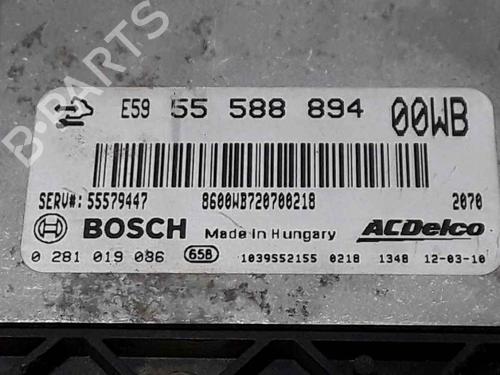 B-PARTS
E59 55 588 894 00WB
SERV#: 55579447 8600WB720700218 2070
BOSCH Made in Hungary ACDelco
0 281 019 086 658 1039S52155 0218 1348 12-03-10